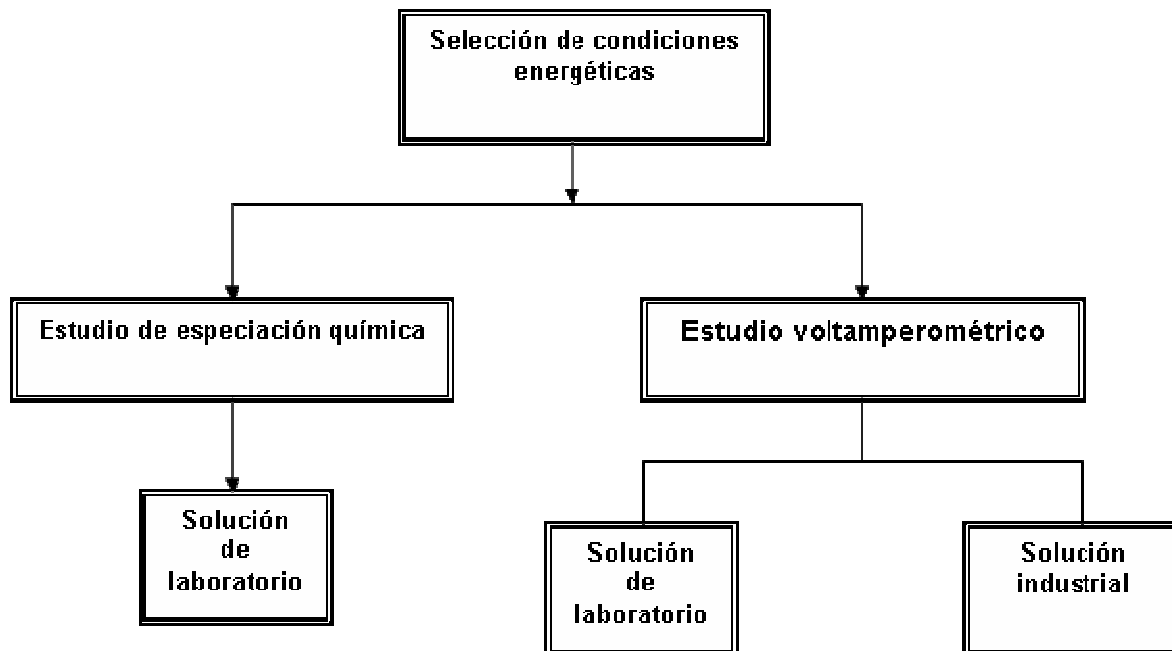 Selección de condiciones
energéticas
Estudio de especiación química
Estudio voltamperométrico
Solución
de
laboratorio
Solución
de
laboratorio
Solución
industrial